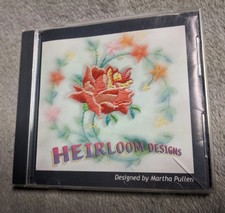 HEIRLOOM DESIGNS
Designed by Martha Pullen